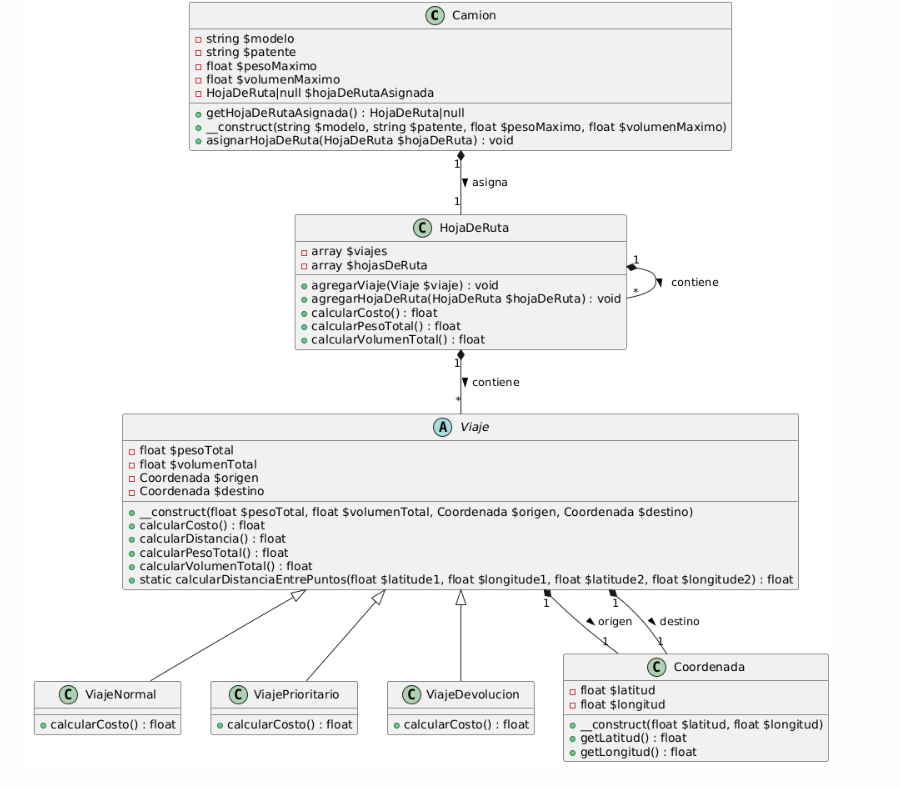 C Camion
string $modelo
string $patente
float $pesoMaximo
float $volumenMaximo
HojaDeRuta|null $hojaDeRutaAsignada
getHojaDeRutaAsignada() : HojaDeRuta|null
__construct(string $modelo, string $patente, float $pesoMaximo, float $volumenMaximo)
asignarHojaDeRuta(HojaDeRuta $hojaDeRuta) : void
1
asigna
1
C HojaDeRuta
array $viajes
array $hojasDeRuta
agregarViaje(Viaje $viaje) : void
agregarHojaDeRuta(HojaDeRuta $hojaDeRuta) : void
calcularCosto() : float
calcularPesoTotal() : float
calcularVolumenTotal() : float
1
contiene
*
1
contiene
*
A Viaje
float $pesoTotal
float $volumenTotal
Coordenada $origen
Coordenada $destino
__construct(float $pesoTotal, float $volumenTotal, Coordenada $origen, Coordenada $destino)
calcularCosto() : float
calcularDistancia() : float
calcularPesoTotal() : float
calcularVolumenTotal() : float
static calcularDistanciaEntrePuntos(float $latitude1, float $longitude1, float $latitude2, float $longitude2) : float
1
1
origen
destino
1
1
C ViajeNormal
calcularCosto() : float
C ViajePrioritario
calcularCosto() : float
C ViajeDevolucion
calcularCosto() : float
C Coordenada
float $latitud
float $longitud
__construct(float $latitud, float $longitud)
getLatitud() : float
getLongitud() : float